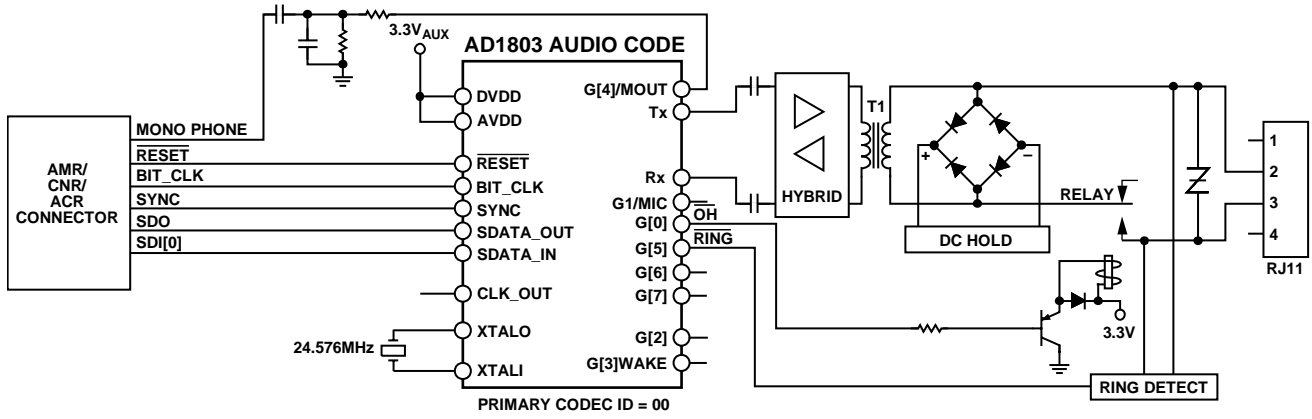 3.3VAUX
AD1803 AUDIO CODE
G[4]/MOUT
Tx
T1
DVDD
AVDD
MONO PHONE
RESET
BIT_CLK
SYNC
SDO
SDI[0]
AMR/
CNR/
ACR
CONNECTOR
RESET
BIT_CLK
SYNC
SDATA_OUT
SDATA_IN
CLK_OUT
XTALO
XTALI
24.576MHz
Rx
G1/MIC
G[0]
G[5]
G[6]
G[7]
G[2]
G[3]WAKE
OH
RING
HYBRID
+
–
DC HOLD
RELAY
1
2
3
4
RJ11
3.3V
RING DETECT
PRIMARY CODEC ID = 00